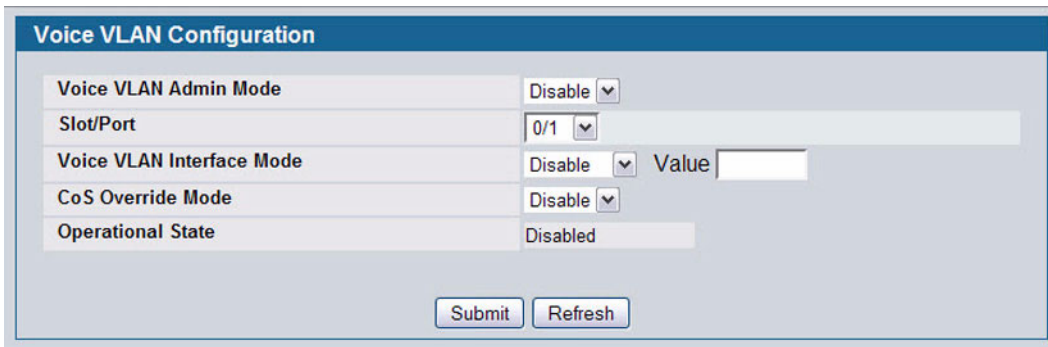 Voice VLAN Configuration
Voice VLAN Admin Mode Disable
Slot/Port 0/1
Voice VLAN Interface Mode Disable Value
CoS Override Mode Disable
Operational State Disabled
Submit Refresh